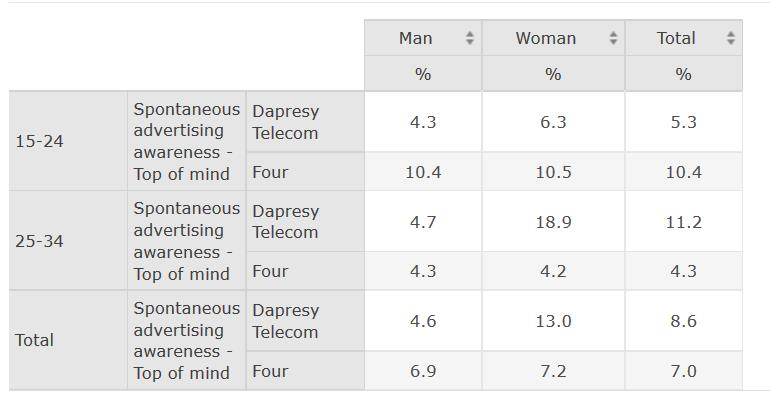 Man Woman Total
% % %
15-24 Spontaneous advertising awareness - Top of mind Dapresy Telecom 4.3 6.3 5.3
Four 10.4 10.5 10.4
25-34 Spontaneous advertising awareness - Top of mind Dapresy Telecom 4.7 18.9 11.2
Four 4.3 4.2 4.3
Total Spontaneous advertising awareness - Top of mind Dapresy Telecom 4.6 13.0 8.6
Four 6.9 7.2 7.0